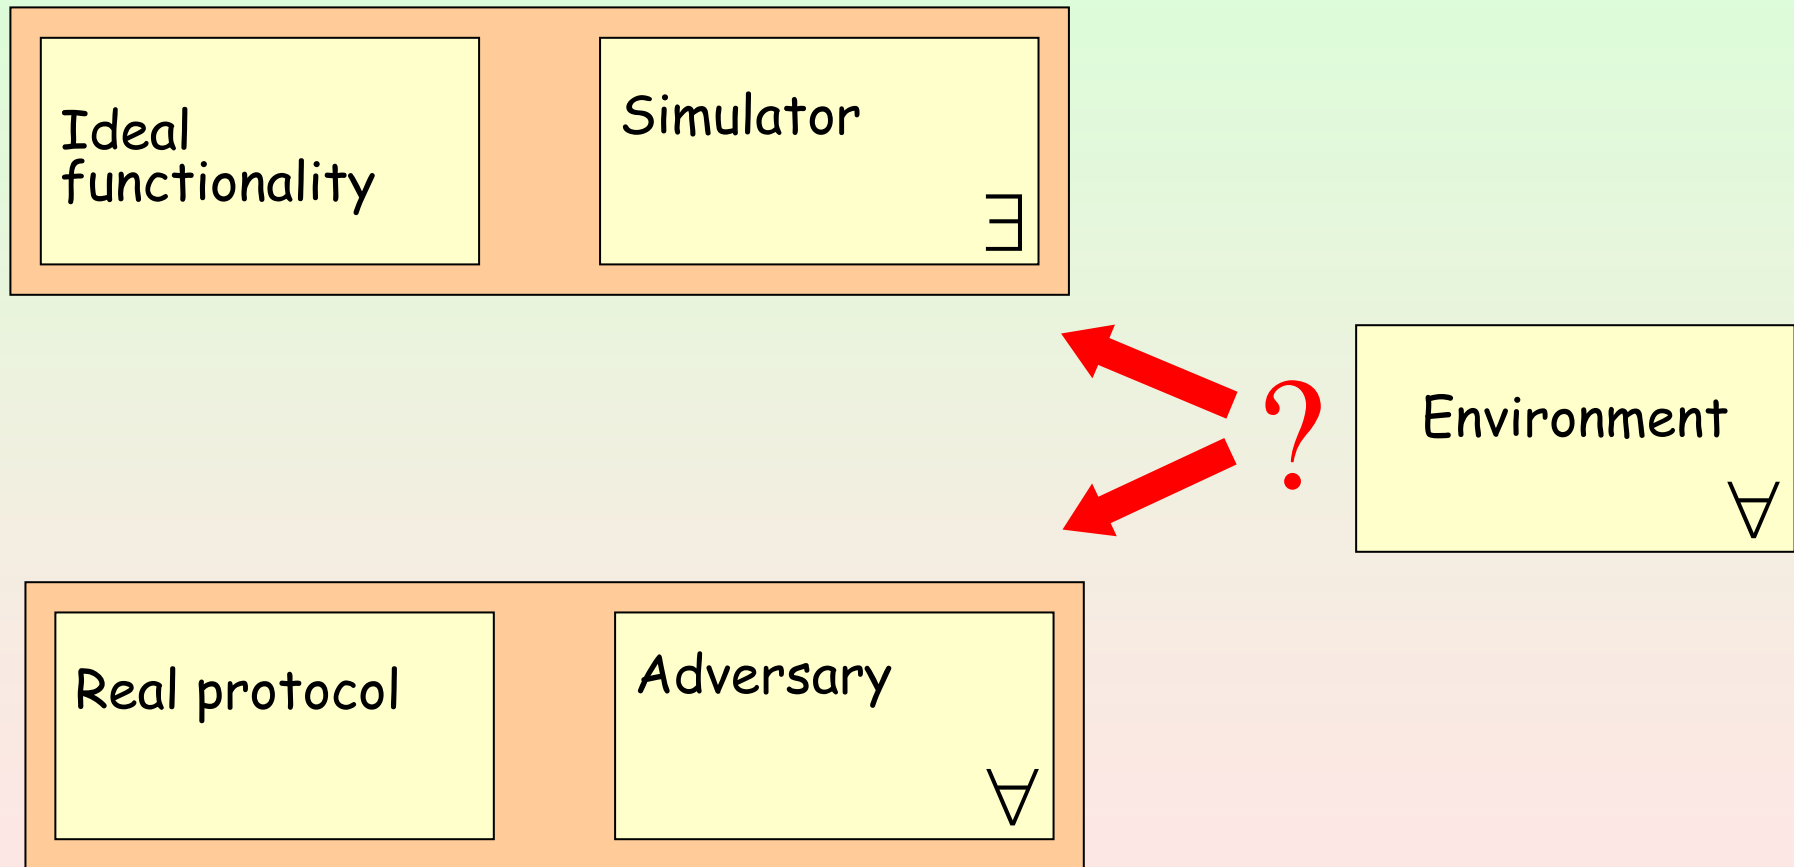 Ideal
functionality
Simulator
∃
?
Environment
∀
Real protocol
Adversary
∀